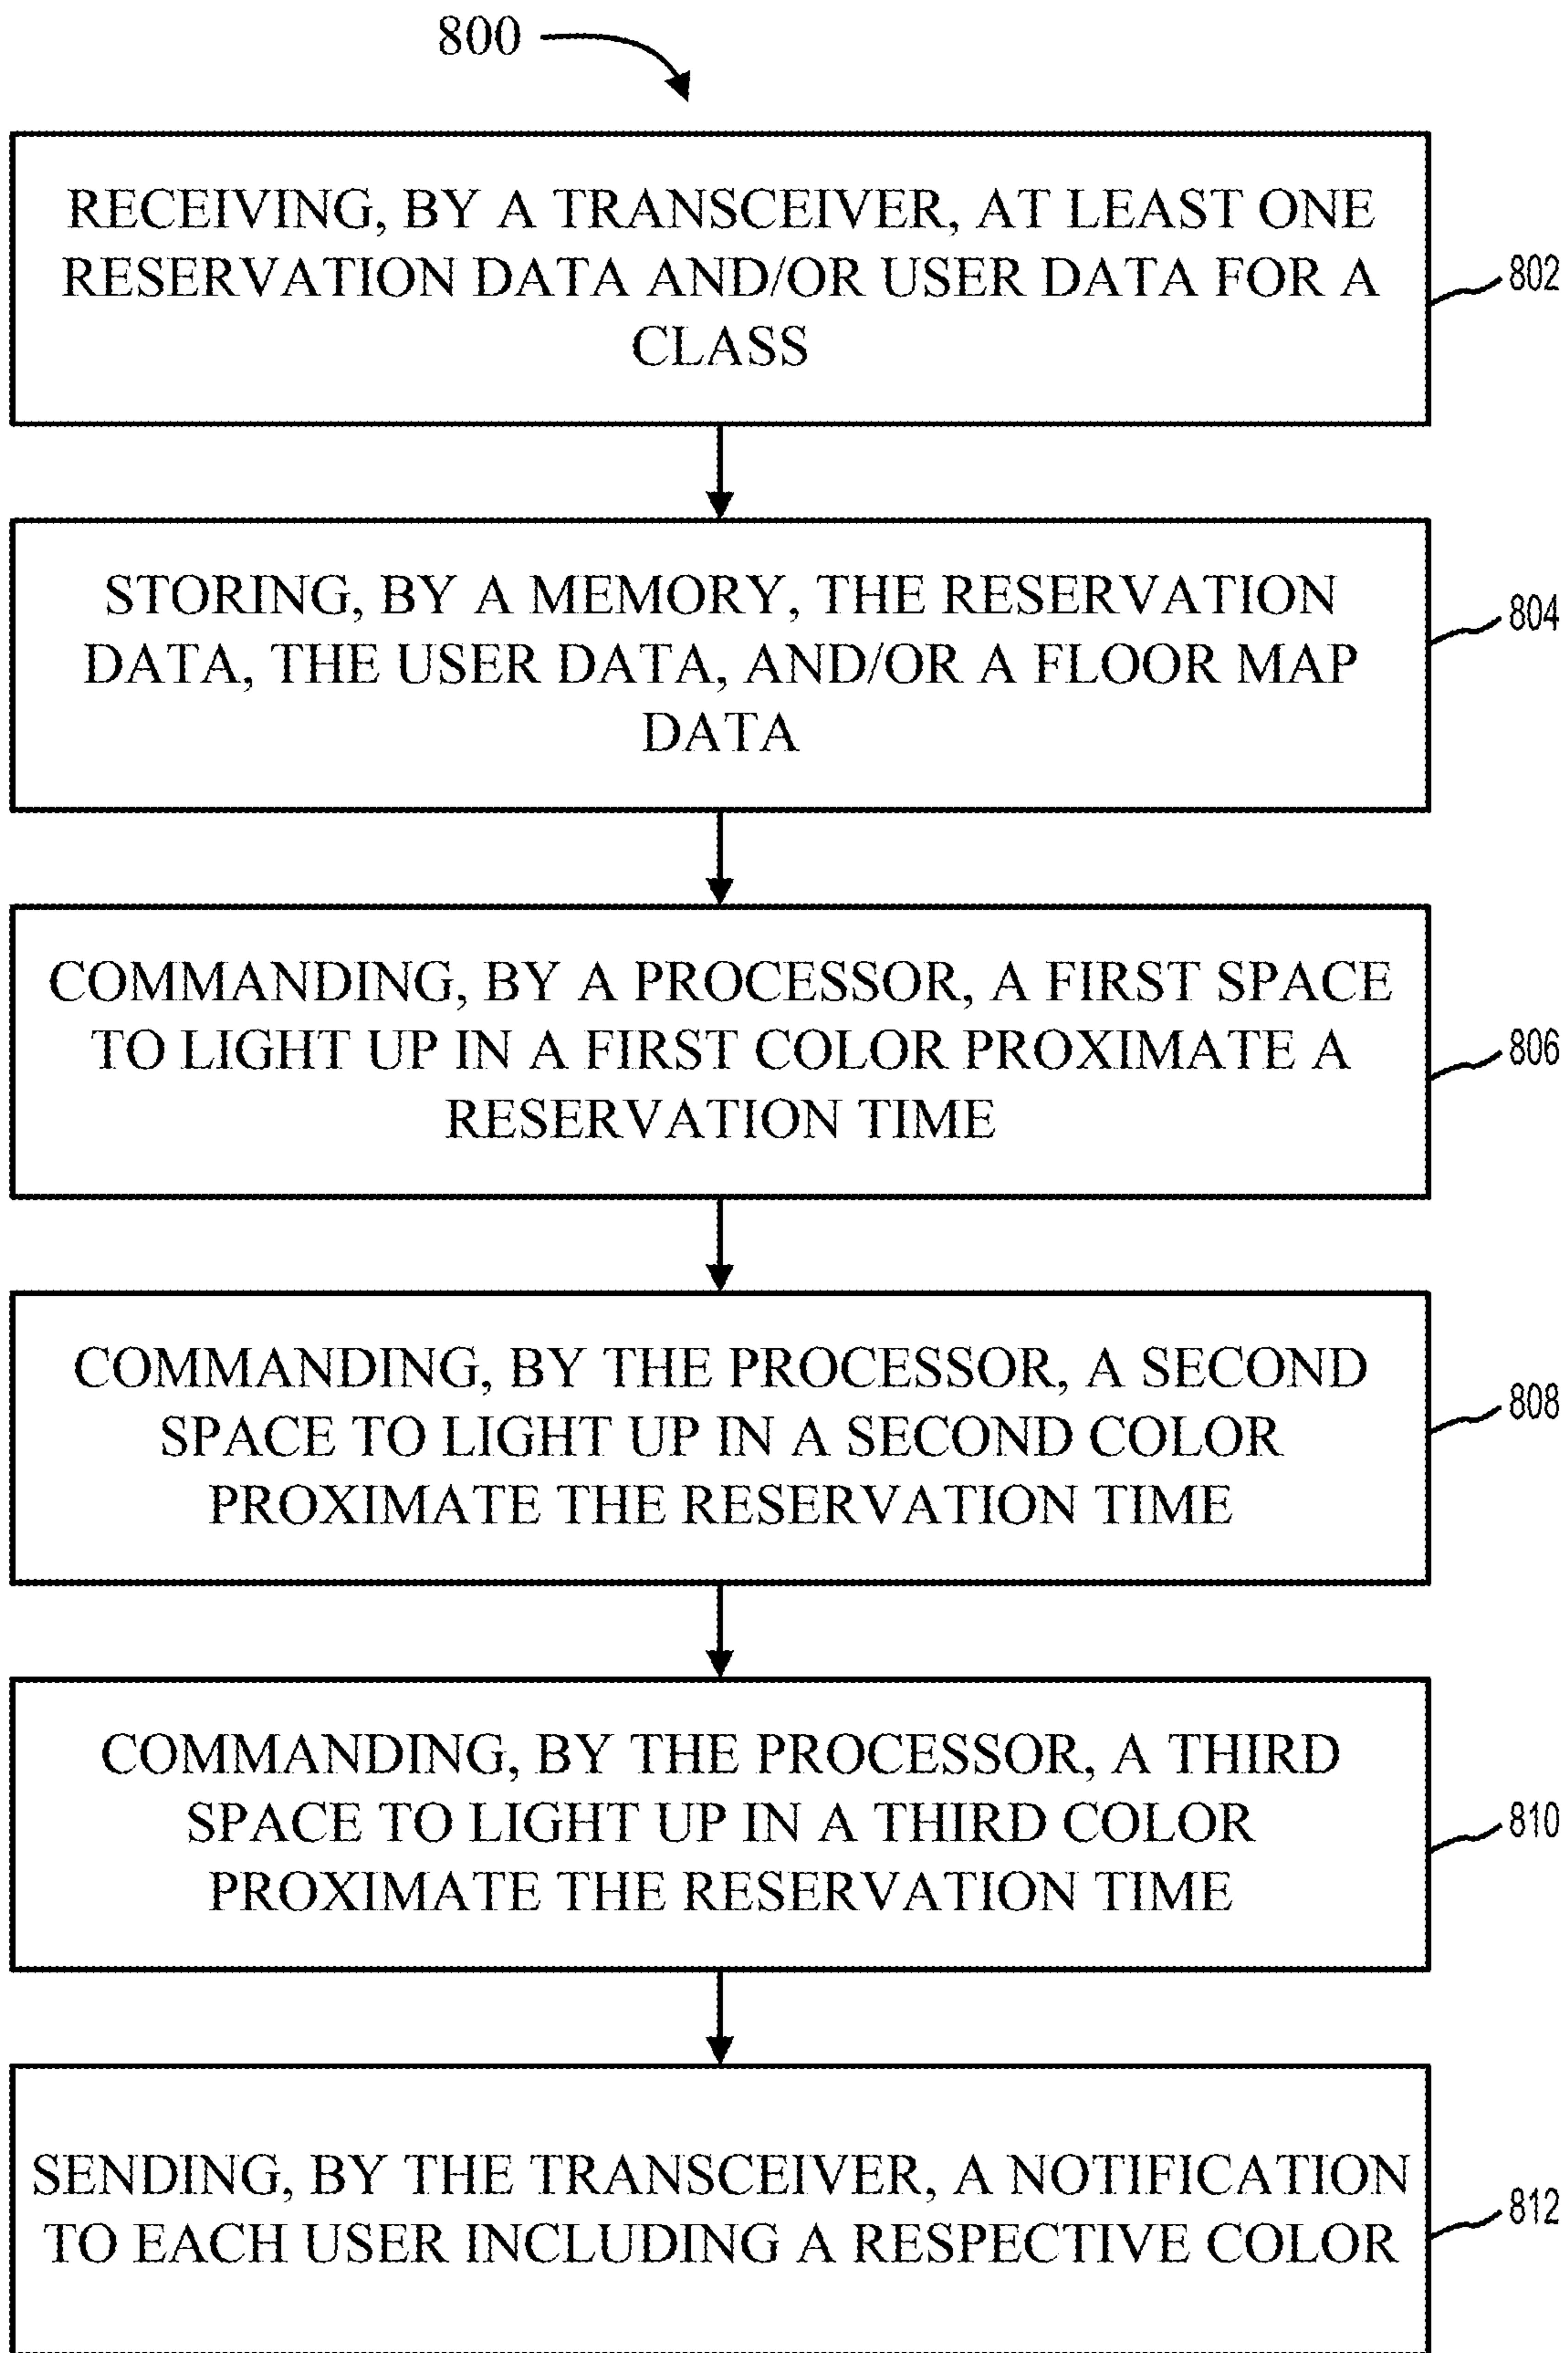 800
RECEIVING, BY A TRANSCEIVER, AT LEAST ONE
RESERVATION DATA AND/OR USER DATA FOR A
CLASS
802
STORING, BY A MEMORY, THE RESERVATION
DATA, THE USER DATA, AND/OR A FLOOR MAP
DATA
804
COMMANDING, BY A PROCESSOR, A FIRST SPACE
TO LIGHT UP IN A FIRST COLOR PROXIMATE A
RESERVATION TIME
806
COMMANDING, BY THE PROCESSOR, A SECOND
SPACE TO LIGHT UP IN A SECOND COLOR
PROXIMATE THE RESERVATION TIME
808
COMMANDING, BY THE PROCESSOR, A THIRD
SPACE TO LIGHT UP IN A THIRD COLOR
PROXIMATE THE RESERVATION TIME
810
SENDING, BY THE TRANSCEIVER, A NOTIFICATION
TO EACH USER INCLUDING A RESPECTIVE COLOR
812